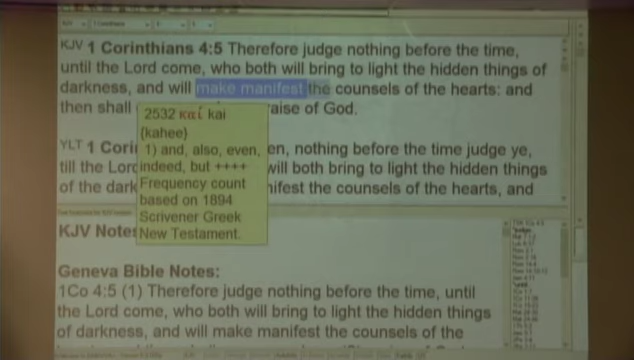 KJV 1 Corinthians 4:5 Therefore judge nothing before the time,
until the Lord come, who both will bring to light the hidden things of
darkness, and will make manifest the counsels of the hearts: and
then shall raise of God.
2532 καί kai
(kahee)
1) and, also, even,
indeed, but ++++
Frequency count
based on 1894
Scrivener Greek
New Testament.
YLT 1 Cori en, nothing before the time judge ye,
till the Lord will both bring to light the hidden things
of the dark nifest the counsels of the hearts, and
KJV Notes
Geneva Bible Notes:
1Co 4:5 (1) Therefore judge nothing before the time, until
the Lord come, who both will bring to light the hidden things
of darkness, and will make manifest the counsels of the